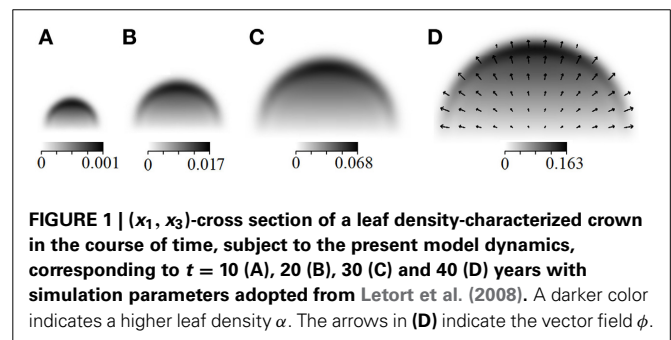 A
B
C
D
0 0.001
0 0.017
0 0.068
0 0.163
FIGURE 1 | (x₁, x₃)-cross section of a leaf density-characterized crown
in the course of time, subject to the present model dynamics,
corresponding to t = 10 (A), 20 (B), 30 (C) and 40 (D) years with
simulation parameters adopted from Letort et al. (2008). A darker color
indicates a higher leaf density α. The arrows in (D) indicate the vector field ϕ.